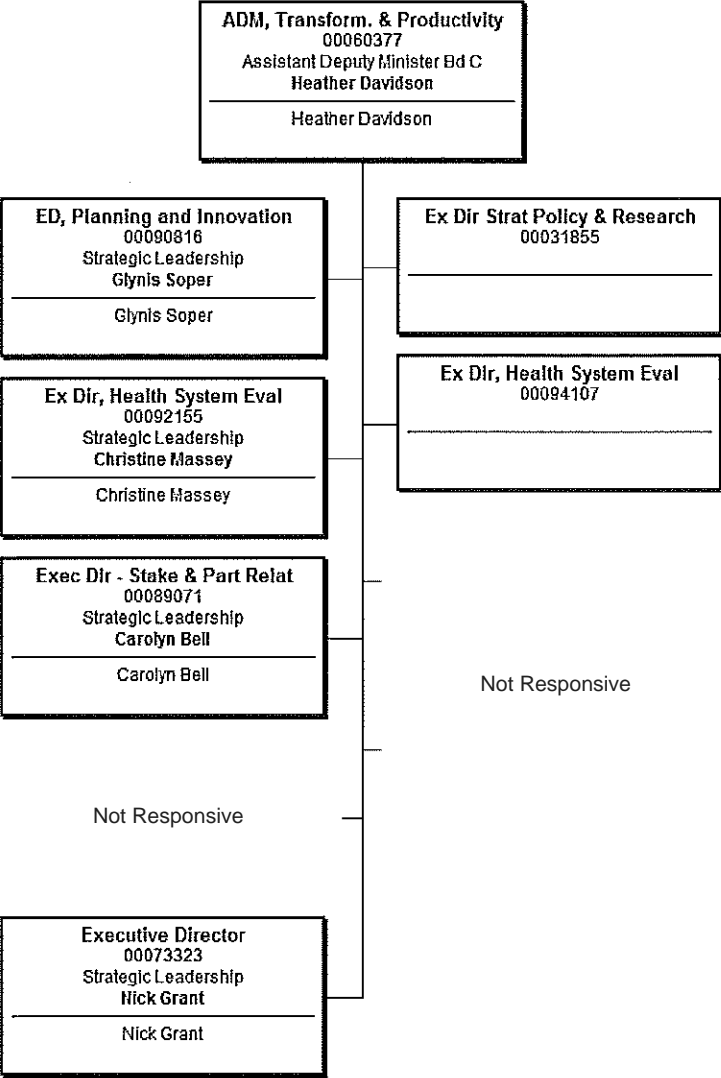 ADM, Transform. & Productivity
00060377
Assistant Deputy Minister Bd C
Heather Davidson
Heather Davidson
ED, Planning and Innovation
00090816
Strategic Leadership
Glynis Soper
Glynis Soper
Ex Dir Strat Policy & Research
00031855
Ex Dir, Health System Eval
00092155
Strategic Leadership
Christine Massey
Christine Massey
Ex Dir, Health System Eval
00094107
Exec Dir - Stake & Part Relat
00089071
Strategic Leadership
Carolyn Bell
Carolyn Bell
Not Responsive
Not Responsive
Executive Director
00073323
Strategic Leadership
Nick Grant
Nick Grant